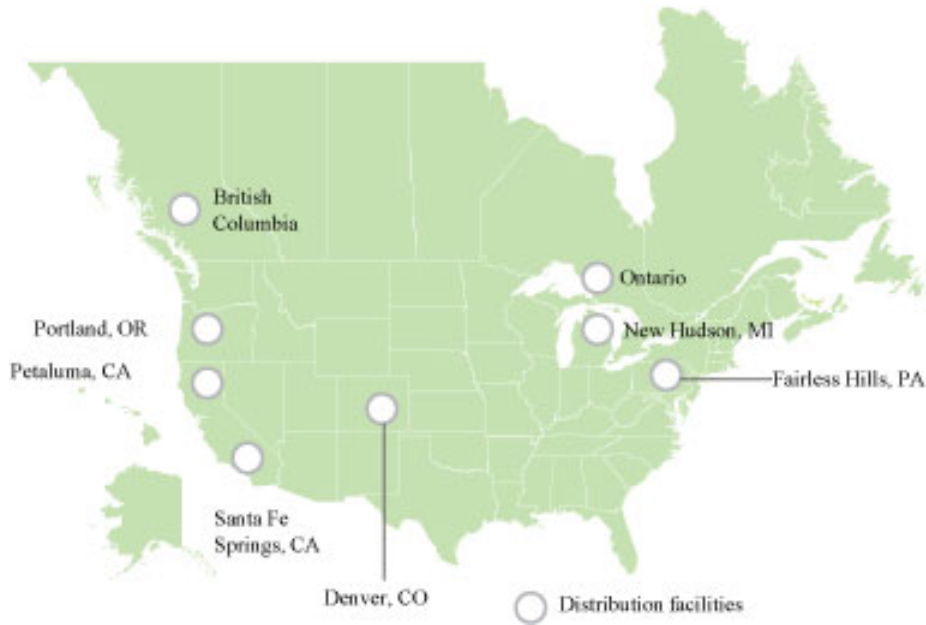 British
Columbia
Ontario
Portland, OR
New Hudson, MI
Petaluma, CA
Fairless Hills, PA
Santa Fe
Springs, CA
Denver, CO
Distribution facilities